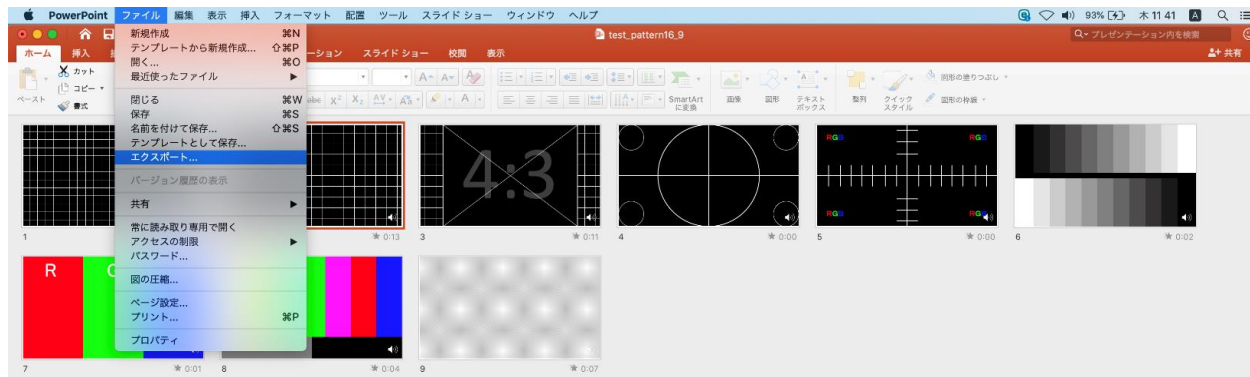 PowerPoint ファイル 編集 表示 挿入 フォーマット 配置 ツール スライド ショー ウィンドウ ヘルプ 93% 木11 41 A
test_pattern16_9
プレゼンテーション内を検索
ホーム 挿入 ーション スライド ショー 校閲 表示 共有
新規作成 ⌘N
テンプレートから新規作成... ⇧⌘P
開く... ⌘O
最近使ったファイル ▶
閉じる ⌘W
保存 ⌘S
名前を付けて保存... ⇧⌘S
テンプレートとして保存...
エクスポート...
バージョン履歴の表示
共有 ▶
常に読み取り専用で開く
アクセスの制限 ▶
パスワード...
図の圧縮...
ページ設定...
プリント... ⌘P
プロパティ
ペースト
カット
コピー
書式
abe X² X₂ AV Aa A
A A
SmartArt
に変換
画像
図形
テキスト
ボックス
整列
クイック
スタイル
図形の塗りつぶし
図形の枠線
4:3
RGB RGB
RGB RGB
1 0:13 3 0:11 4 0:00 5 0:00 6 0:02
R G
7 0:01 8 0:04 9 0:07